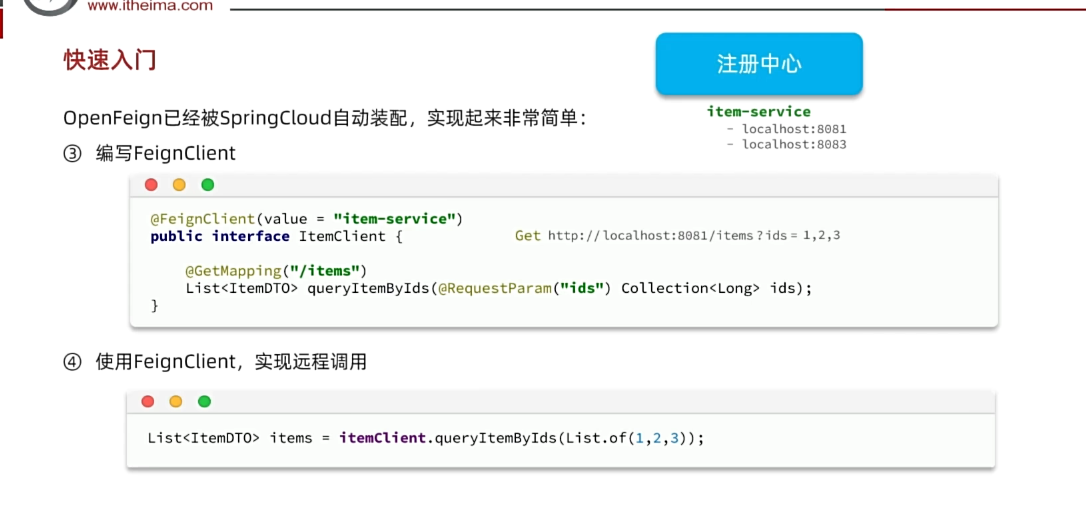 www.itheima.com
快速入门
注册中心
item-service
- localhost:8081
- localhost:8083
OpenFeign已经被SpringCloud自动装配，实现起来非常简单：
③ 编写FeignClient
@FeignClient(value = "item-service")
public interface ItemClient {
Get http://localhost:8081/items?ids=1,2,3
@GetMapping("/items")
List<ItemDTO> queryItemByIds(@RequestParam("ids") Collection<Long> ids);
}
④ 使用FeignClient，实现远程调用
List<ItemDTO> items = itemClient.queryItemByIds(List.of(1,2,3));